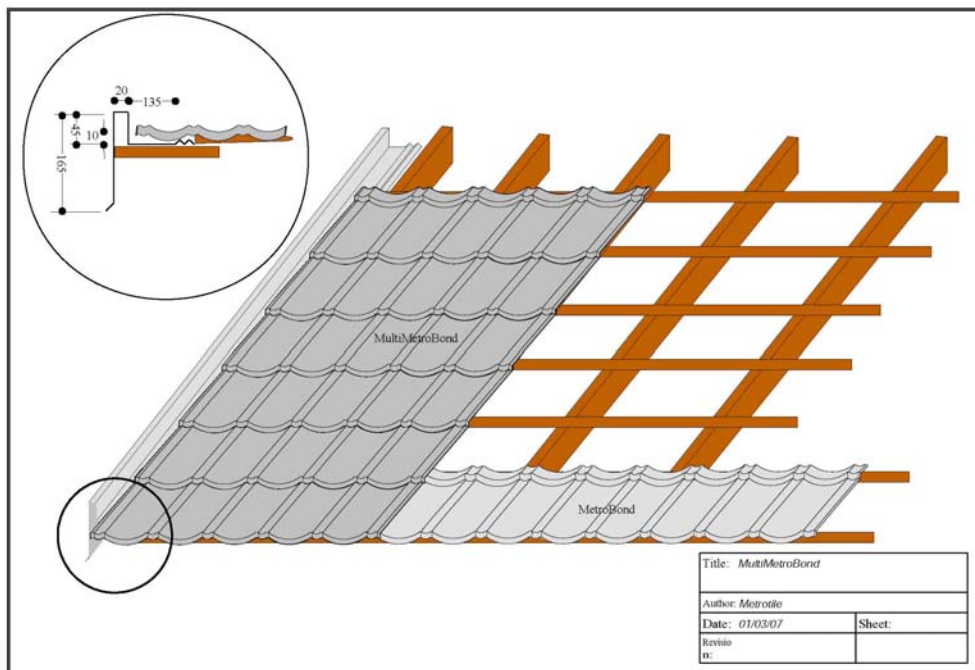 20
135
45
10
165
MultiMetroBond
MetroBond
Title: MultiMetroBond
Author: Metrotile
Date: 01/03/07 Sheet:
Revisio
n: